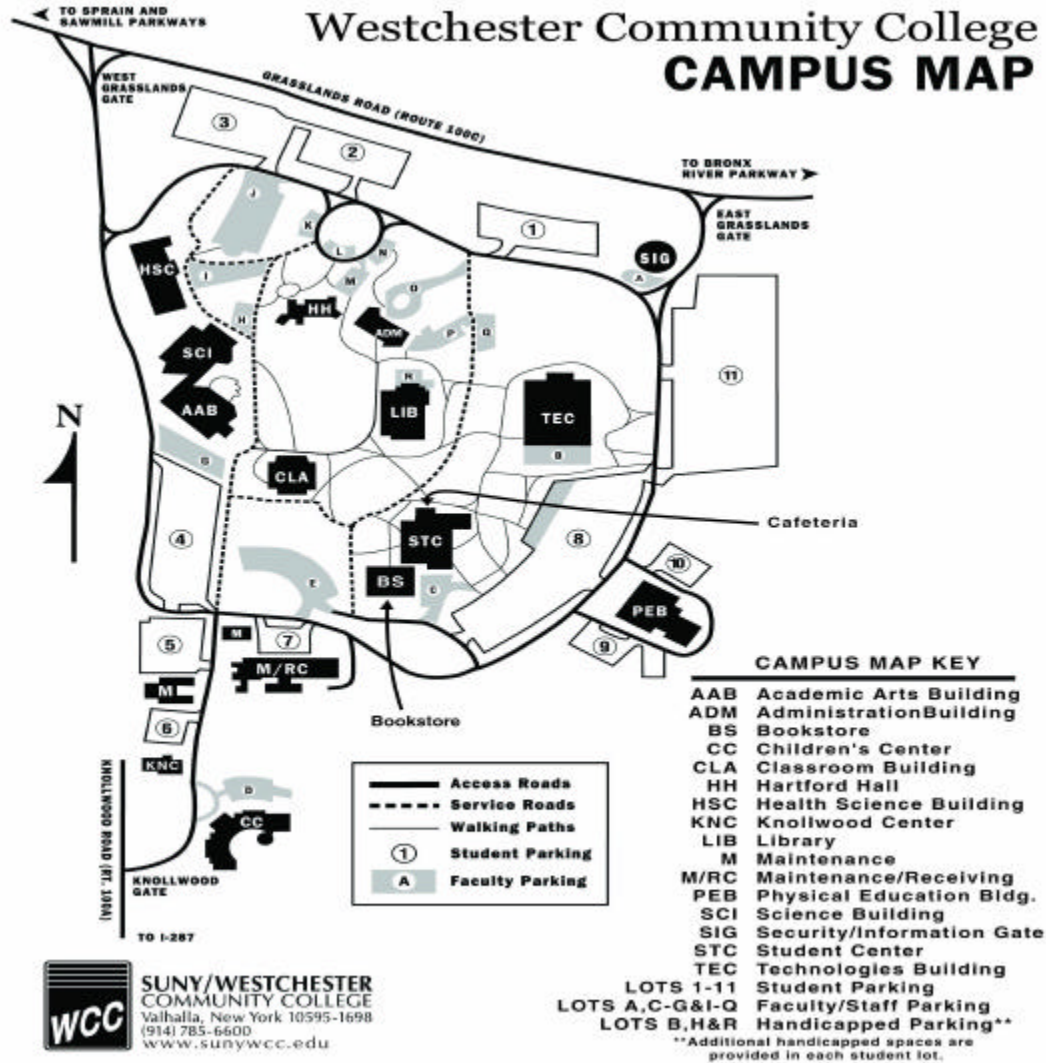 Westchester Community College
CAMPUS MAP
TO SPRAIN AND
SAWMILL PARKWAYS
WEST
GRASSLANDS
GATE
GRASSLANDS ROAD (ROUTE 100C)
TO BRONX
RIVER PARKWAY
EAST
GRASSLANDS
GATE
3
2
1
J
K
L
N
M
I
H
O
P
Q
SIG
A
HSC
HH
ADM
SCI
AAB
R
LIB
TEC
B
11
N
G
CLA
Cafeteria
4
STC
8
E
BS
C
10
PEB
9
5
M
7
M/RC
M
6
KNC
Bookstore
D
CC
KNOLLWOOD ROAD (RT. 100A)
KNOLLWOOD
GATE
TO I-287
Access Roads
Service Roads
Walking Paths
1 Student Parking
A Faculty Parking
CAMPUS MAP KEY
AAB Academic Arts Building
ADM AdministrationBuilding
BS Bookstore
CC Children's Center
CLA Classroom Building
HH Hartford Hall
HSC Health Science Building
KNC Knollwood Center
LIB Library
M Maintenance
M/RC Maintenance/Receiving
PEB Physical Education Bldg.
SCI Science Building
SIG Security/Information Gate
STC Student Center
TEC Technologies Building
LOTS 1-11 Student Parking
LOTS A,C-G&I-Q Faculty/Staff Parking
LOTS B,H&R Handicapped Parking**
**Additional handicapped spaces are
provided in each student lot.
WCC
SUNY/WESTCHESTER
COMMUNITY COLLEGE
Valhalla, New York 10595-1698
(914) 785-6600
www.sunywcc.edu